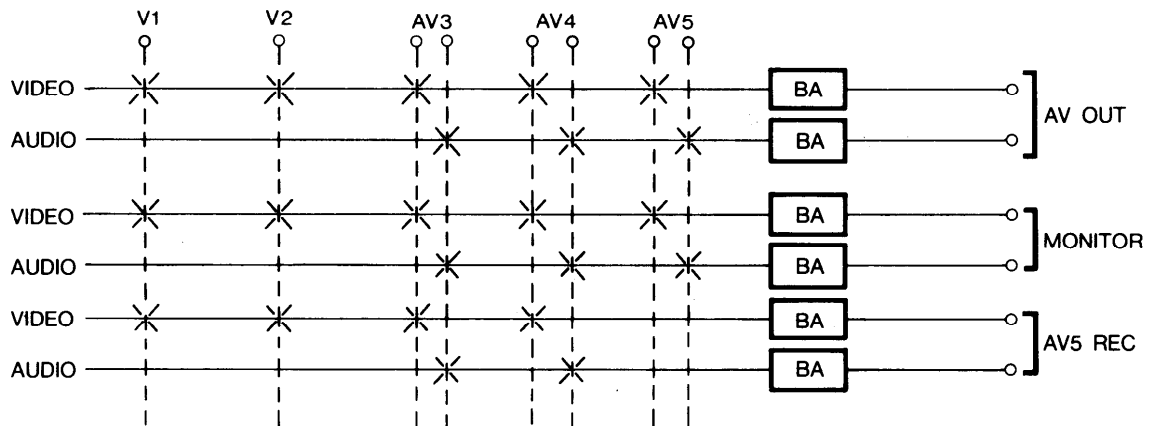 V1 V2 AV3 AV4 AV5
VIDEO BA
AUDIO BA
AV OUT
VIDEO BA
AUDIO BA
MONITOR
VIDEO BA
AUDIO BA
AV5 REC